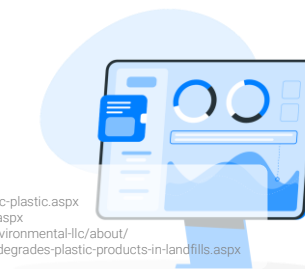 c-plastic.aspx
aspx
vironmental-llc/about/
degrades-plastic-products-in-landfills.aspx